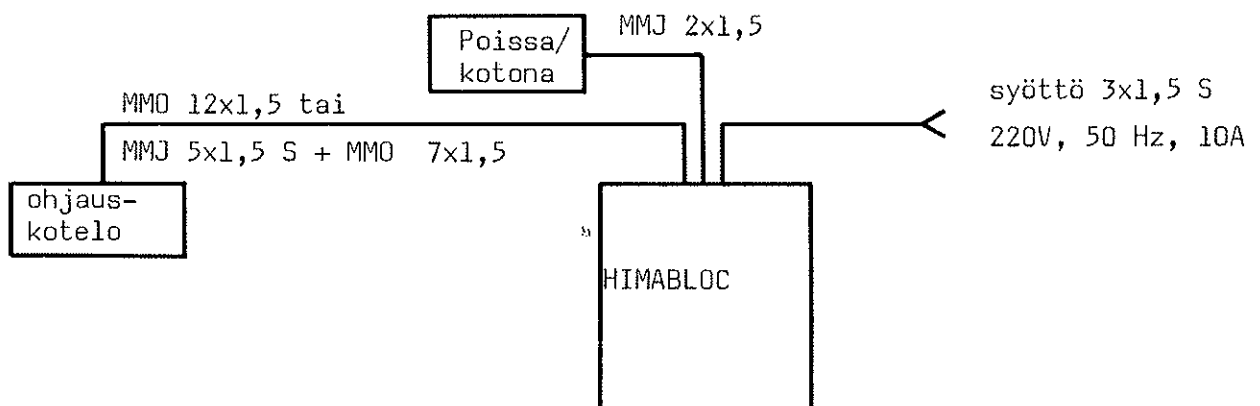 MMJ 2x1,5
Poissa/
kotona
syöttö 3x1,5 S
220V, 50 Hz, 10A
MMO 12x1,5 tai
MMJ 5x1,5 S + MMO 7x1,5
ohjaus-
kotelo
HIMABLOC